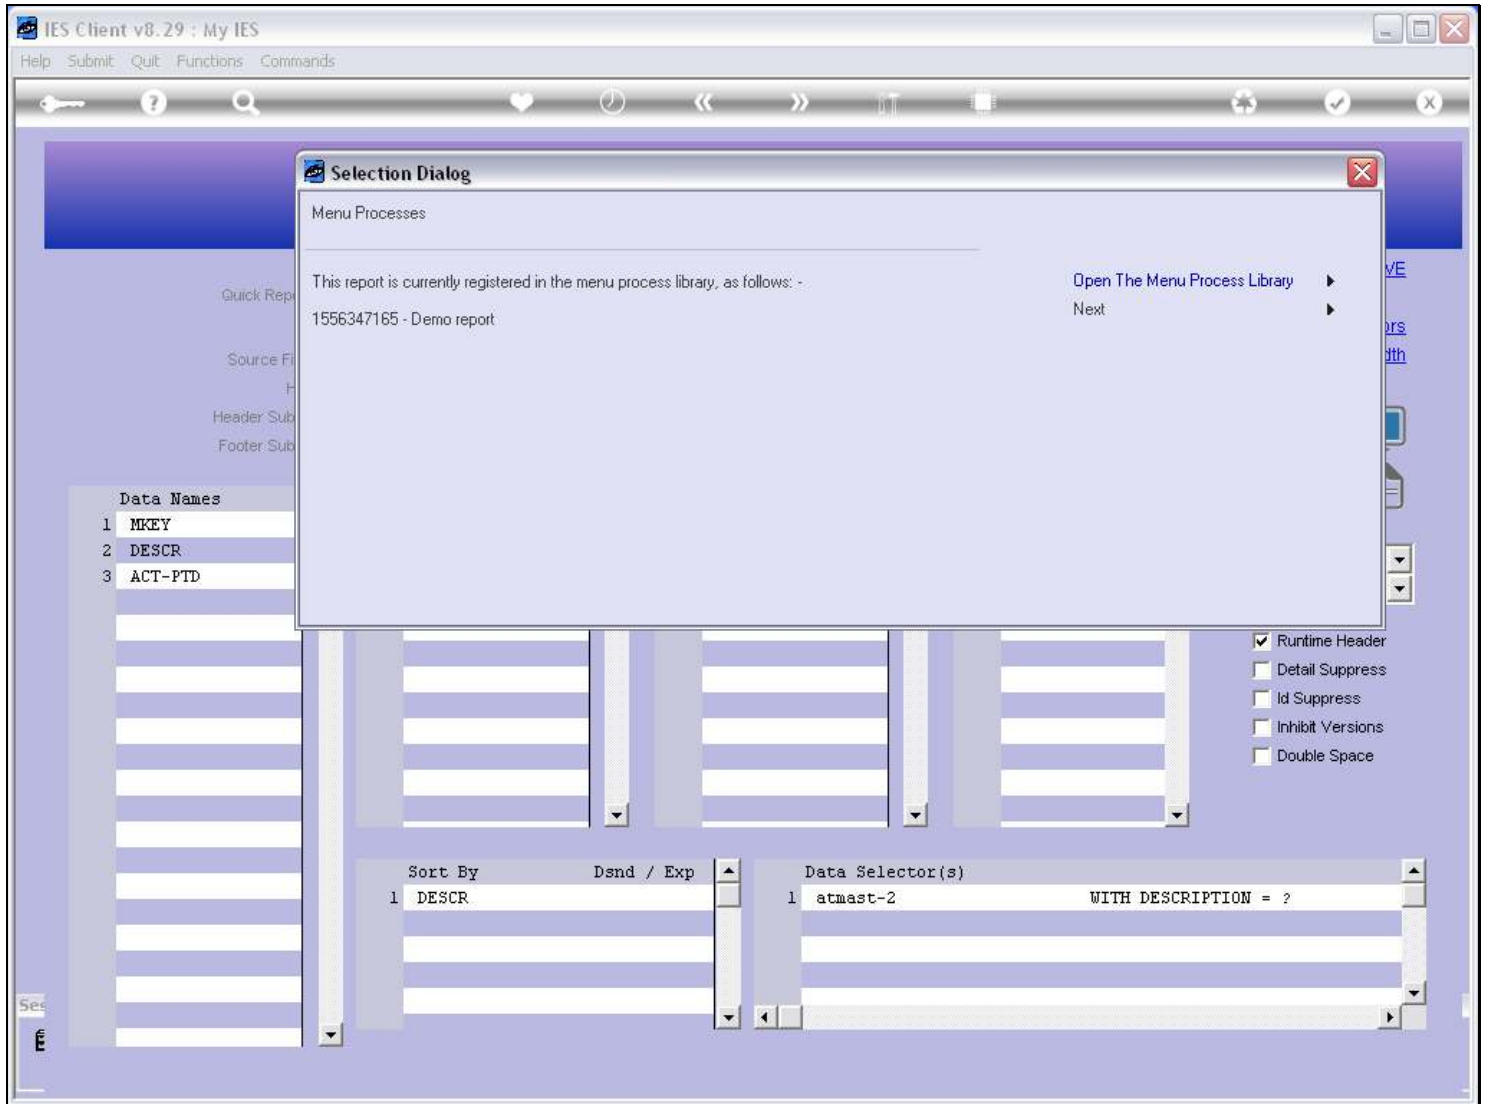 IES Client v8.29 : My IES
Help Submit Quit Functions Commands
Selection Dialog
Menu Processes
This report is currently registered in the menu process library, as follows: -
Open The Menu Process Library
1556347165 - Demo report
Next
VE
Quick Rep
ors
Source Fi
dth
H
Header Sub
Footer Sub
Data Names
1 MKEY
2 DESCR
3 ACT-PTD
Runtime Header
Detail Suppress
Id Suppress
Inhibit Versions
Double Space
Sort By Dsnd / Exp
1 DESCR
Data Selector(s)
1 atmast-2 WITH DESCRIPTION = ?
Ses